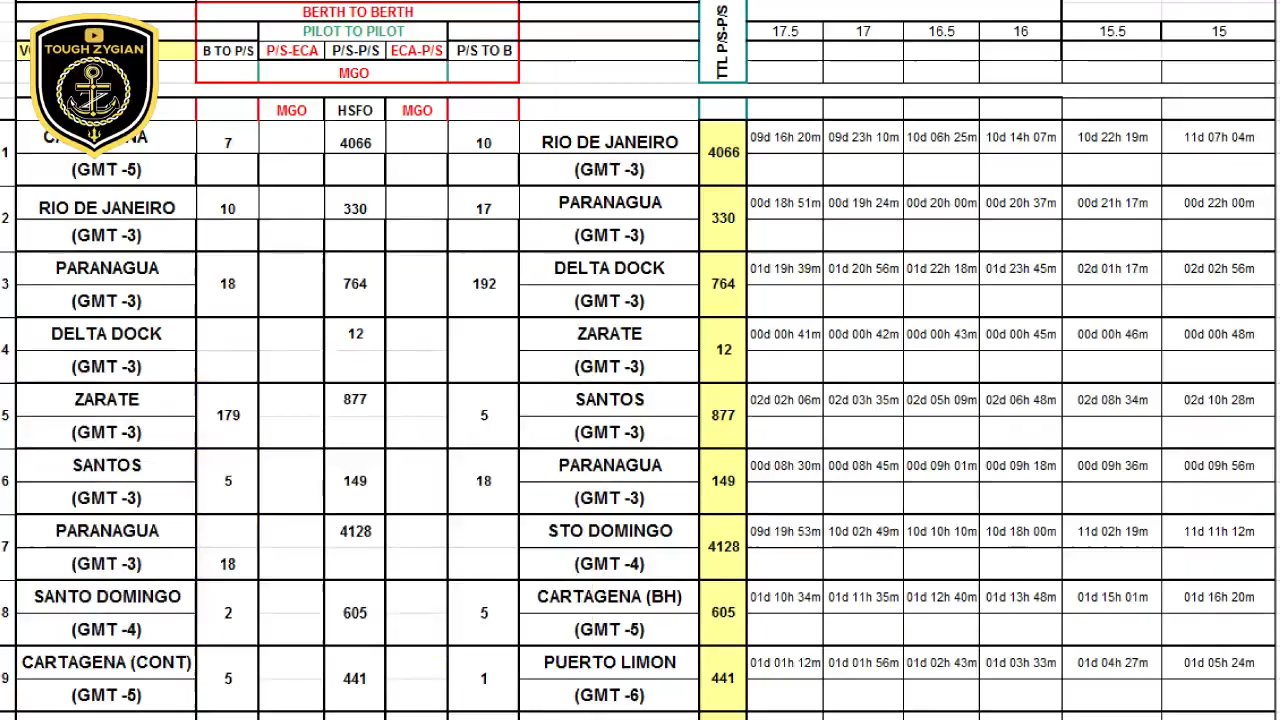 BERTH TO BERTH
PILOT TO PILOT
TTL P/S-P/S
17.5 17 16.5 16 15.5 15
TOUGH ZYGIAN
B TO P/S P/S-ECA P/S-P/S ECA-P/S P/S TO B
MGO
MGO HSFO MGO
1 7 4066 10 RIO DE JANEIRO 4066 09d 16h 20m 09d 23h 10m 10d 06h 25m 10d 14h 07m 10d 22h 19m 11d 07h 04m
(GMT -5) (GMT -3)
2 RIO DE JANEIRO 10 330 17 PARANAGUA 330 00d 18h 51m 00d 19h 24m 00d 20h 00m 00d 20h 37m 00d 21h 17m 00d 22h 00m
(GMT -3) (GMT -3)
3 PARANAGUA 18 764 192 DELTA DOCK 764 01d 19h 39m 01d 20h 56m 01d 22h 18m 01d 23h 45m 02d 01h 17m 02d 02h 56m
(GMT -3) (GMT -3)
4 DELTA DOCK 12 ZARATE 12 00d 00h 41m 00d 00h 42m 00d 00h 43m 00d 00h 45m 00d 00h 46m 00d 00h 48m
(GMT -3) (GMT -3)
5 ZARATE 179 877 5 SANTOS 877 02d 02h 06m 02d 03h 35m 02d 05h 09m 02d 06h 48m 02d 08h 34m 02d 10h 28m
(GMT -3) (GMT -3)
6 SANTOS 5 149 18 PARANAGUA 149 00d 08h 30m 00d 08h 45m 00d 09h 01m 00d 09h 18m 00d 09h 36m 00d 09h 56m
(GMT -3) (GMT -3)
7 PARANAGUA 4128 STO DOMINGO 4128 09d 19h 53m 10d 02h 49m 10d 10h 10m 10d 18h 00m 11d 02h 19m 11d 11h 12m
(GMT -3) 18 (GMT -4)
8 SANTO DOMINGO 2 605 5 CARTAGENA (BH) 605 01d 10h 34m 01d 11h 35m 01d 12h 40m 01d 13h 48m 01d 15h 01m 01d 16h 20m
(GMT -4) (GMT -5)
9 CARTAGENA (CONT) 5 441 1 PUERTO LIMON 441 01d 01h 12m 01d 01h 56m 01d 02h 43m 01d 03h 33m 01d 04h 27m 01d 05h 24m
(GMT -5) (GMT -6)